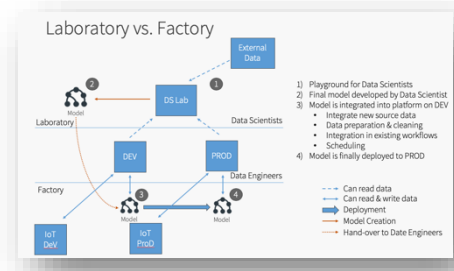 Laboratory vs. Factory
External
Data
2
1
DS Lab
Model
Laboratory
Data Scientists
DEV
PROD
Data Engineers
Factory
3
4
Model
Model
IoT
DeV
IoT
ProD
1) Playground for Data Scientists
2) Final model developed by Data Scientist
3) Model is integrated into platform on DEV
• Integrate new source data
• Data preparation & cleaning
• Integration in existing workflows
• Scheduling
4) Model is finally deployed to PROD
Can read data
Can read & write data
Deployment
Model Creation
Hand-over to Date Engineers